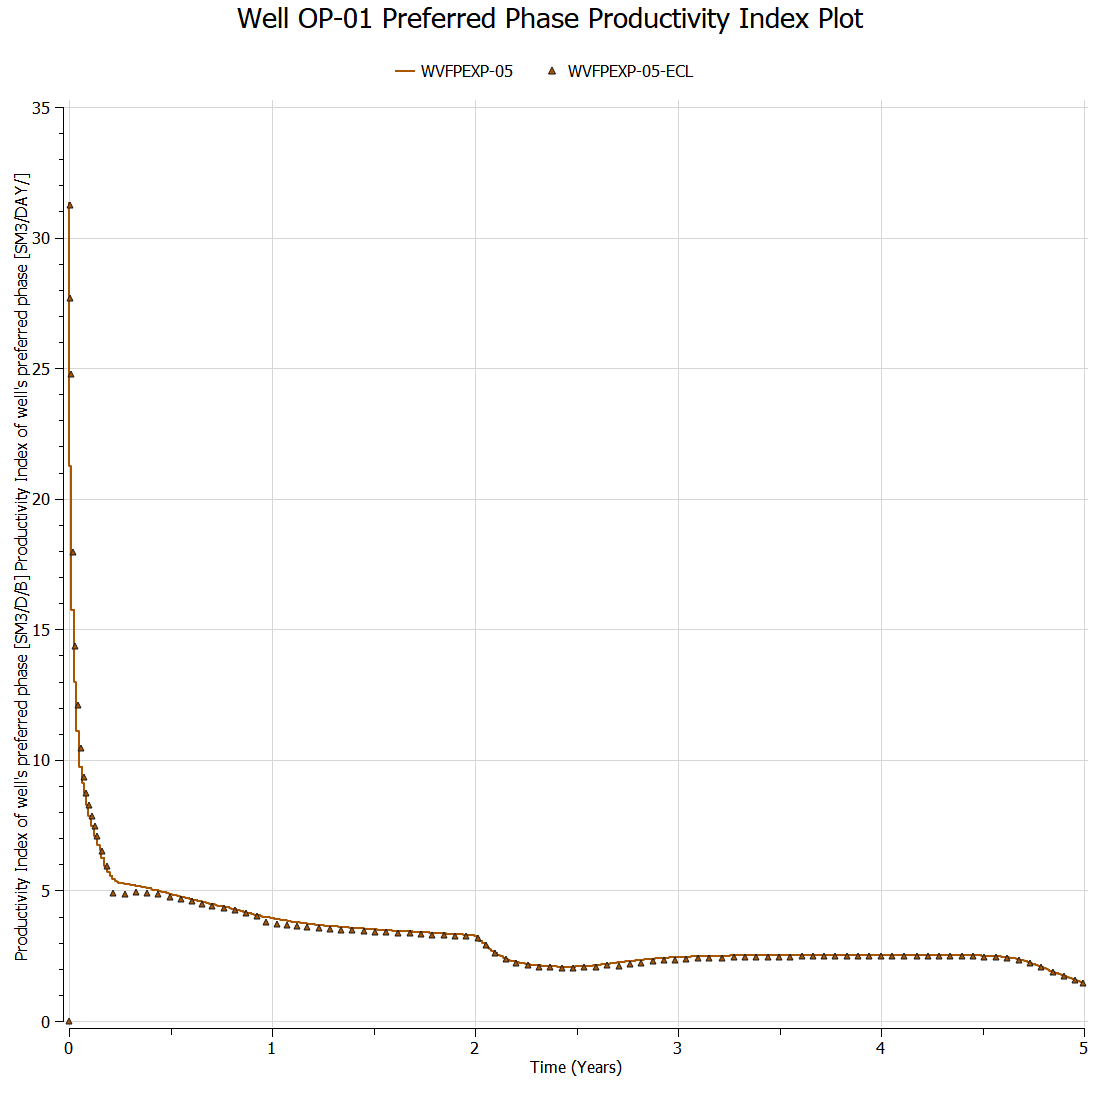 Well OP-01 Preferred Phase Productivity Index Plot
WVFPEXP-05 WVFPEXP-05-ECL
Productivity Index of well's preferred phase [SM3/D/B] Productivity Index of well's preferred phase [SM3/DAY/]
35
30
25
20
15
10
5
0
0 1 2 3 4 5
Time (Years)